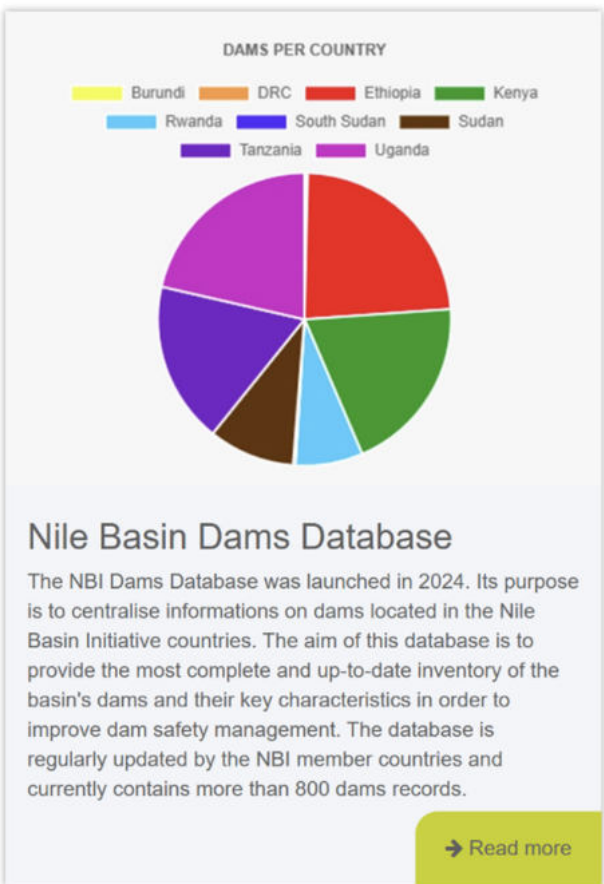 DAMS PER COUNTRY
Burundi DRC Ethiopia Kenya
Rwanda South Sudan Sudan
Tanzania Uganda
Nile Basin Dams Database
The NBI Dams Database was launched in 2024. Its purpose
is to centralise informations on dams located in the Nile
Basin Initiative countries. The aim of this database is to
provide the most complete and up-to-date inventory of the
basin's dams and their key characteristics in order to
improve dam safety management. The database is
regularly updated by the NBI member countries and
currently contains more than 800 dams records.
→ Read more